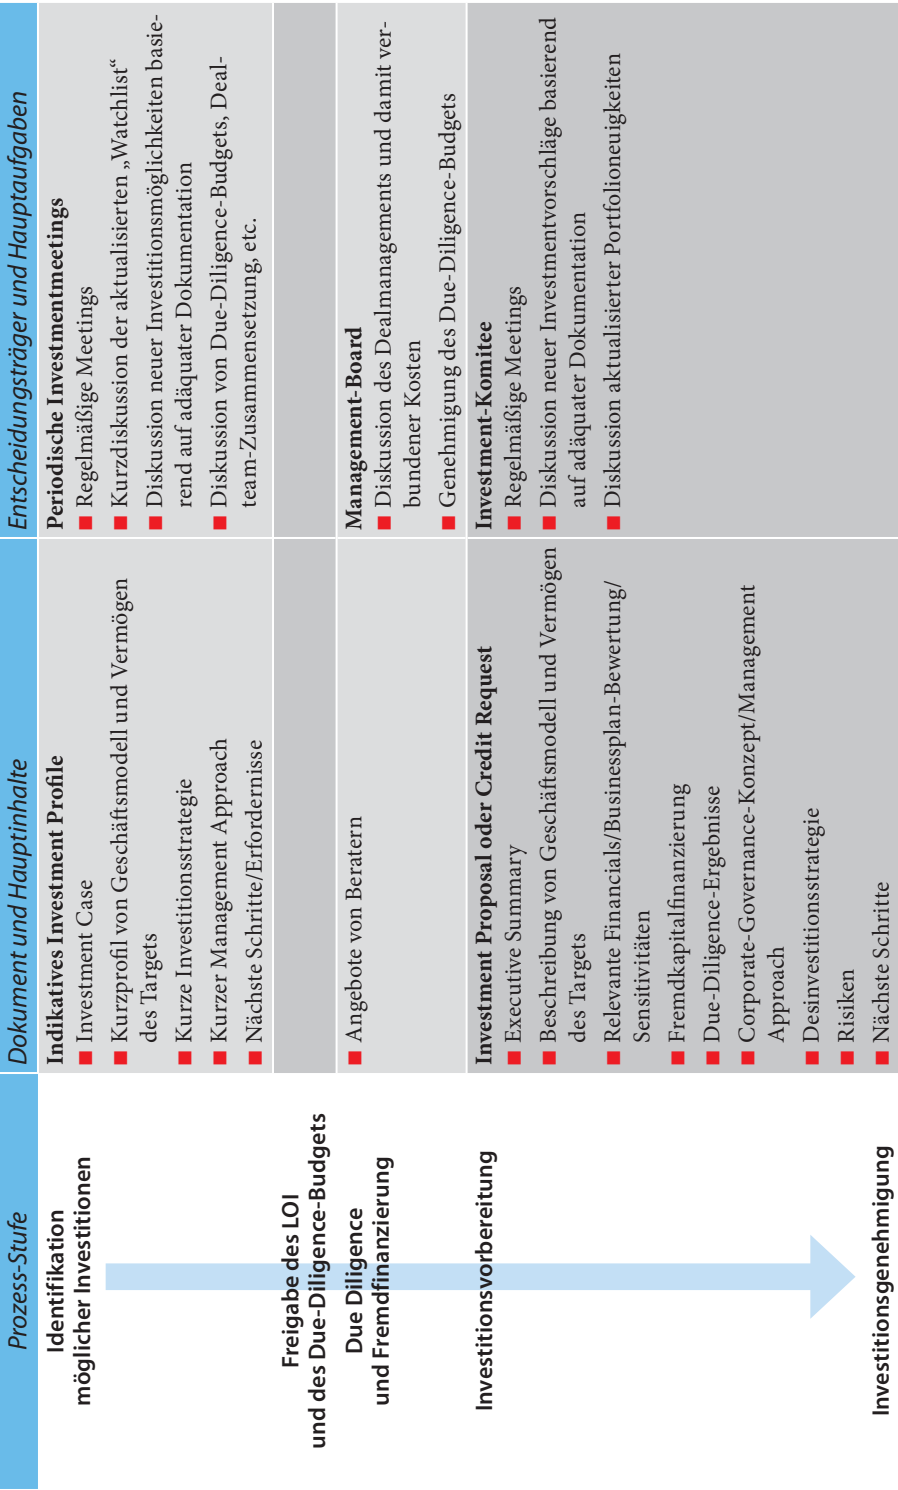 Prozess-Stufe
Dokument und Hauptinhalte
Entscheidungsträger und Hauptaufgaben
Identifikation
möglicher Investitionen
Indikatives Investment Profile
■ Investment Case
■ Kurzprofil von Geschäftsmodell und Vermögen
des Targets
■ Kurze Investitionsstrategie
■ Kurzer Management Approach
■ Nächste Schritte/Erfordernisse
Periodische Investmentmeetings
■ Regelmäßige Meetings
■ Kurzdiskussion der aktualisierten „Watchlist“
■ Diskussion neuer Investitionsmöglichkeiten basie-
rend auf adäquater Dokumentation
■ Diskussion von Due-Diligence-Budgets, Deal-
team-Zusammensetzung, etc.
Freigabe des LOI
und des Due-Diligence-Budgets
Due Diligence
und Fremdfinanzierung
■ Angebote von Beratern
Management-Board
■ Diskussion des Dealmanagements und damit ver-
bundener Kosten
■ Genehmigung des Due-Diligence-Budgets
Investitionsvorbereitung
Investment Proposal oder Credit Request
■ Executive Summary
■ Beschreibung von Geschäftsmodell und Vermögen
des Targets
■ Relevante Financials/Businessplan-Bewertung/
Sensitivitäten
■ Fremdkapitalfinanzierung
■ Due-Diligence-Ergebnisse
■ Corporate-Governance-Konzept/Management
Approach
■ Desinvestitionsstrategie
■ Risiken
■ Nächste Schritte
Investment-Komitee
■ Regelmäßige Meetings
■ Diskussion neuer Investmentvorschläge basierend
auf adäquater Dokumentation
■ Diskussion aktualisierter Portfolioneuigkeiten
Investitionsgenehmigung